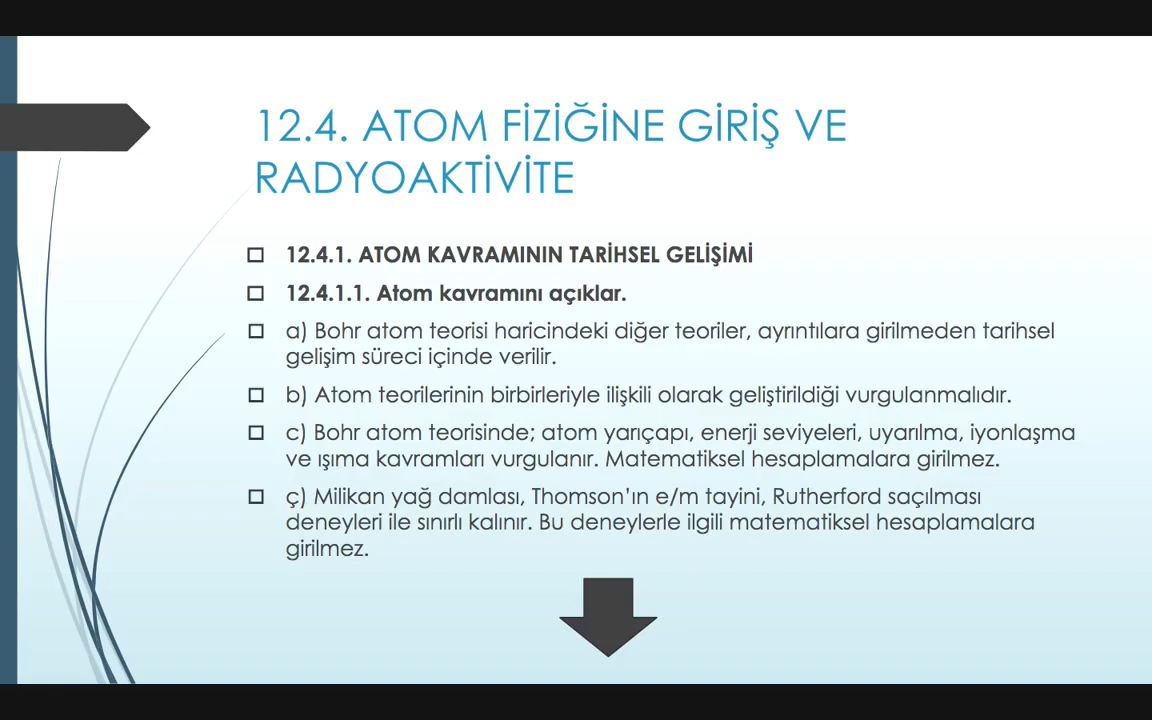 12.4. ATOM FİZİĞİNE GİRİŞ VE
RADYOAKTİVİTE
12.4.1. ATOM KAVRAMININ TARİHSEL GELİŞİMİ
12.4.1.1. Atom kavramını açıklar.
a) Bohr atom teorisi haricindeki diğer teoriler, ayrıntılara girilmeden tarihsel
gelişim süreci içinde verilir.
b) Atom teorilerinin birbirleriyle ilişkili olarak geliştirildiği vurgulanmalıdır.
c) Bohr atom teorisinde; atom yarıçapı, enerji seviyeleri, uyarılma, iyonlaşma
ve ışıma kavramları vurgulanır. Matematiksel hesaplamalara girilmez.
ç) Milikan yağ damlası, Thomson’ın e/m tayini, Rutherford saçılması
deneyleri ile sınırlı kalınır. Bu deneylerle ilgili matematiksel hesaplamalara
girilmez.